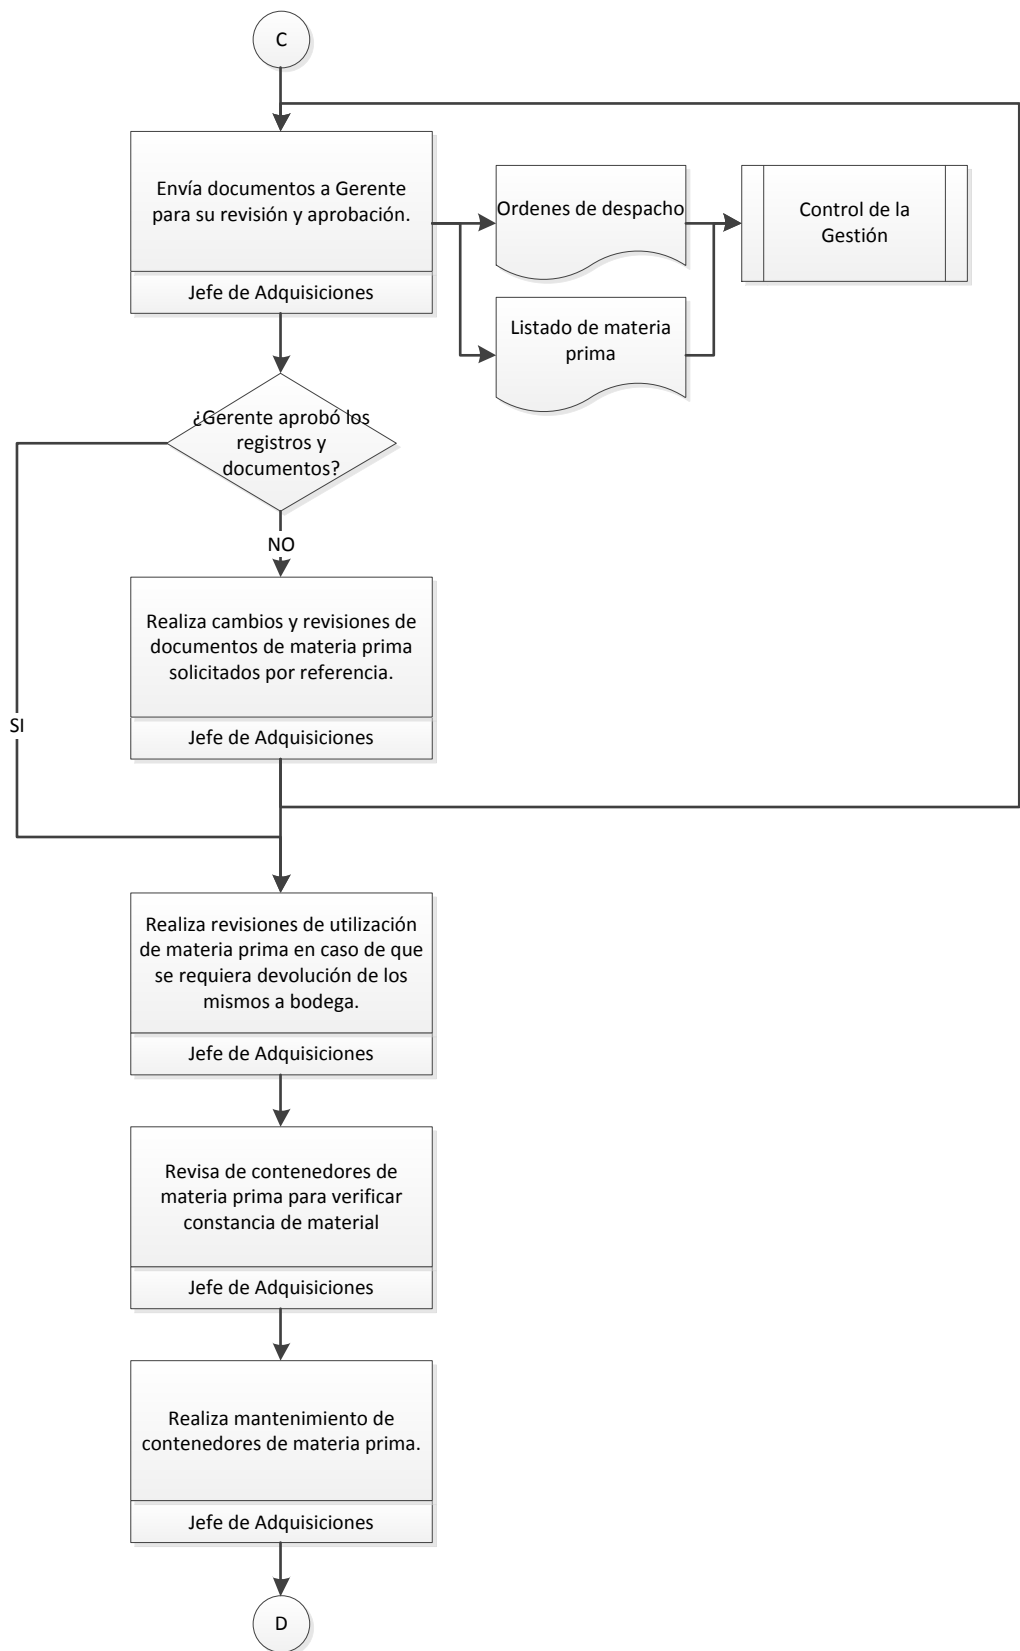 C
Envía documentos a Gerente
para su revisión y aprobación.
Jefe de Adquisiciones
Ordenes de despacho
Control de la
Gestión
Listado de materia
prima
¿Gerente aprobó los
registros y
documentos?
NO
Realiza cambios y revisiones de
documentos de materia prima
solicitados por referencia.
Jefe de Adquisiciones
SI
Realiza revisiones de utilización
de materia prima en caso de que
se requiera devolución de los
mismos a bodega.
Jefe de Adquisiciones
Revisa de contenedores de
materia prima para verificar
constancia de material
Jefe de Adquisiciones
Realiza mantenimiento de
contenedores de materia prima.
Jefe de Adquisiciones
D